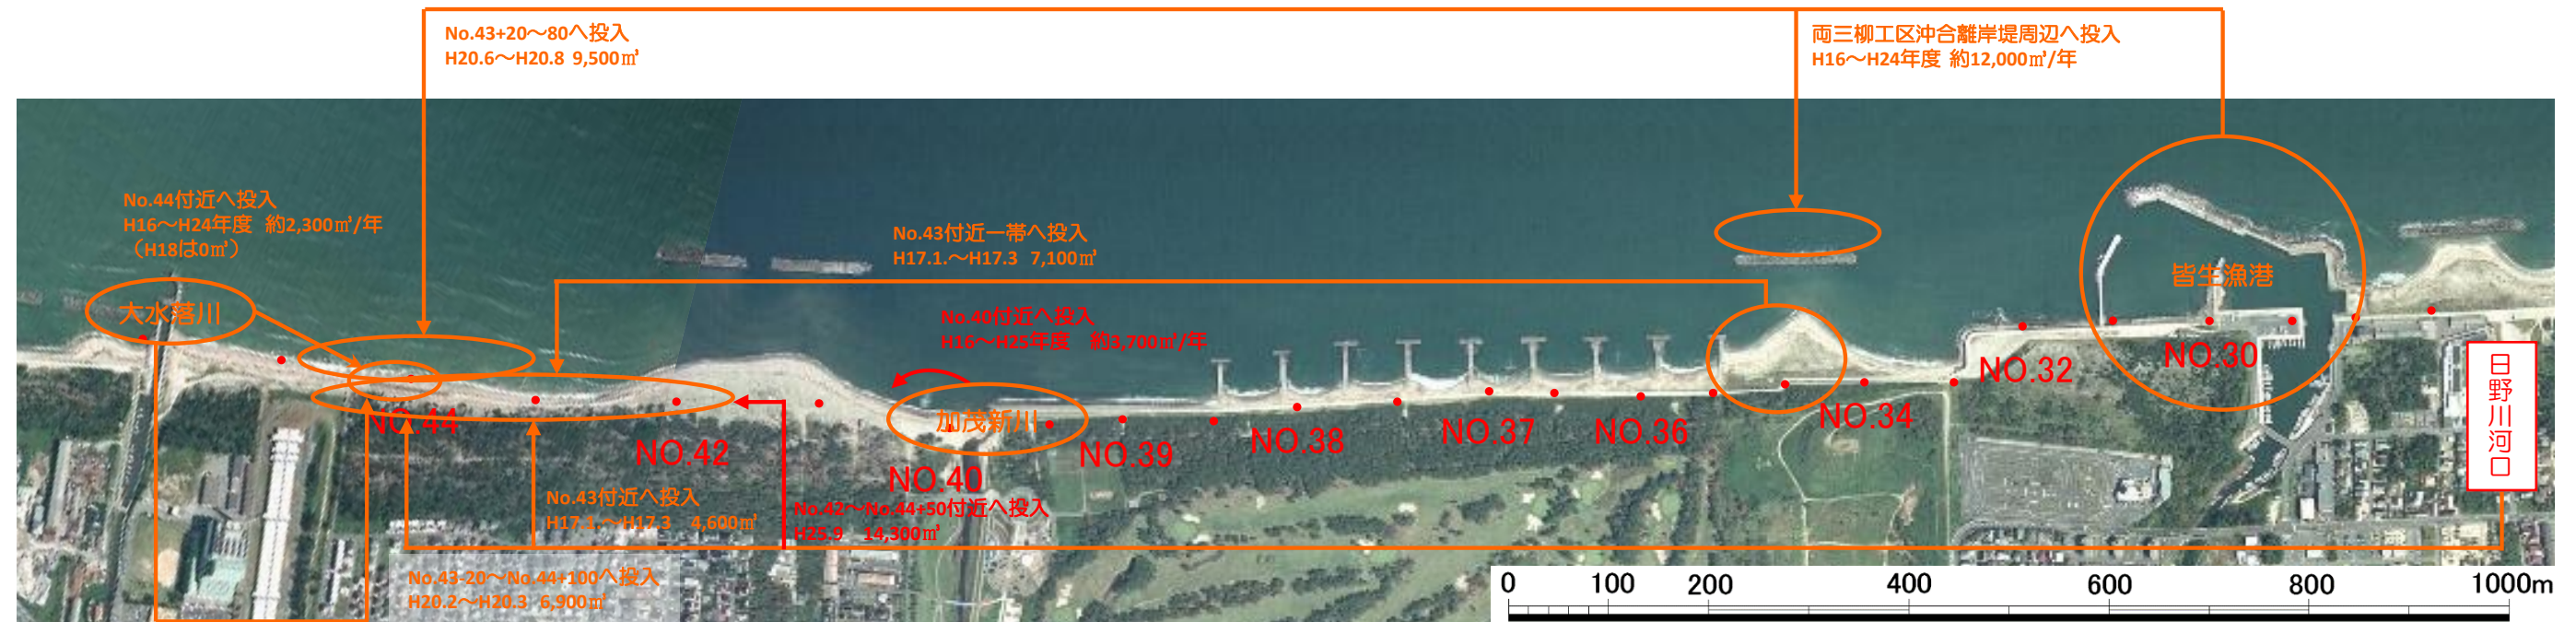 No.43+20～80へ投入
H20.6～H20.8 9,500㎥
両三柳工区沖合離岸堤周辺へ投入
H16～H24年度 約12,000㎥/年
No.44付近へ投入
H16～H24年度 約2,300㎥/年
（H18は0㎥）
No.43付近一帯へ投入
H17.1.～H17.3 7,100㎥
大水落川
皆生漁港
No.40付近へ投入
H16～H25年度 約3,700㎥/年
加茂新川
NO.44
NO.42
NO.40
NO.39
NO.38
NO.37
NO.36
NO.34
NO.32
NO.30
日野川河口
No.43付近へ投入
H17.1.～H17.3 4,600㎥
No.42～No.44+50付近へ投入
H25.9 14,300㎥
No.43-20～No.44+100へ投入
H20.2～H20.3 6,900㎥
0 100 200 400 600 800 1000m